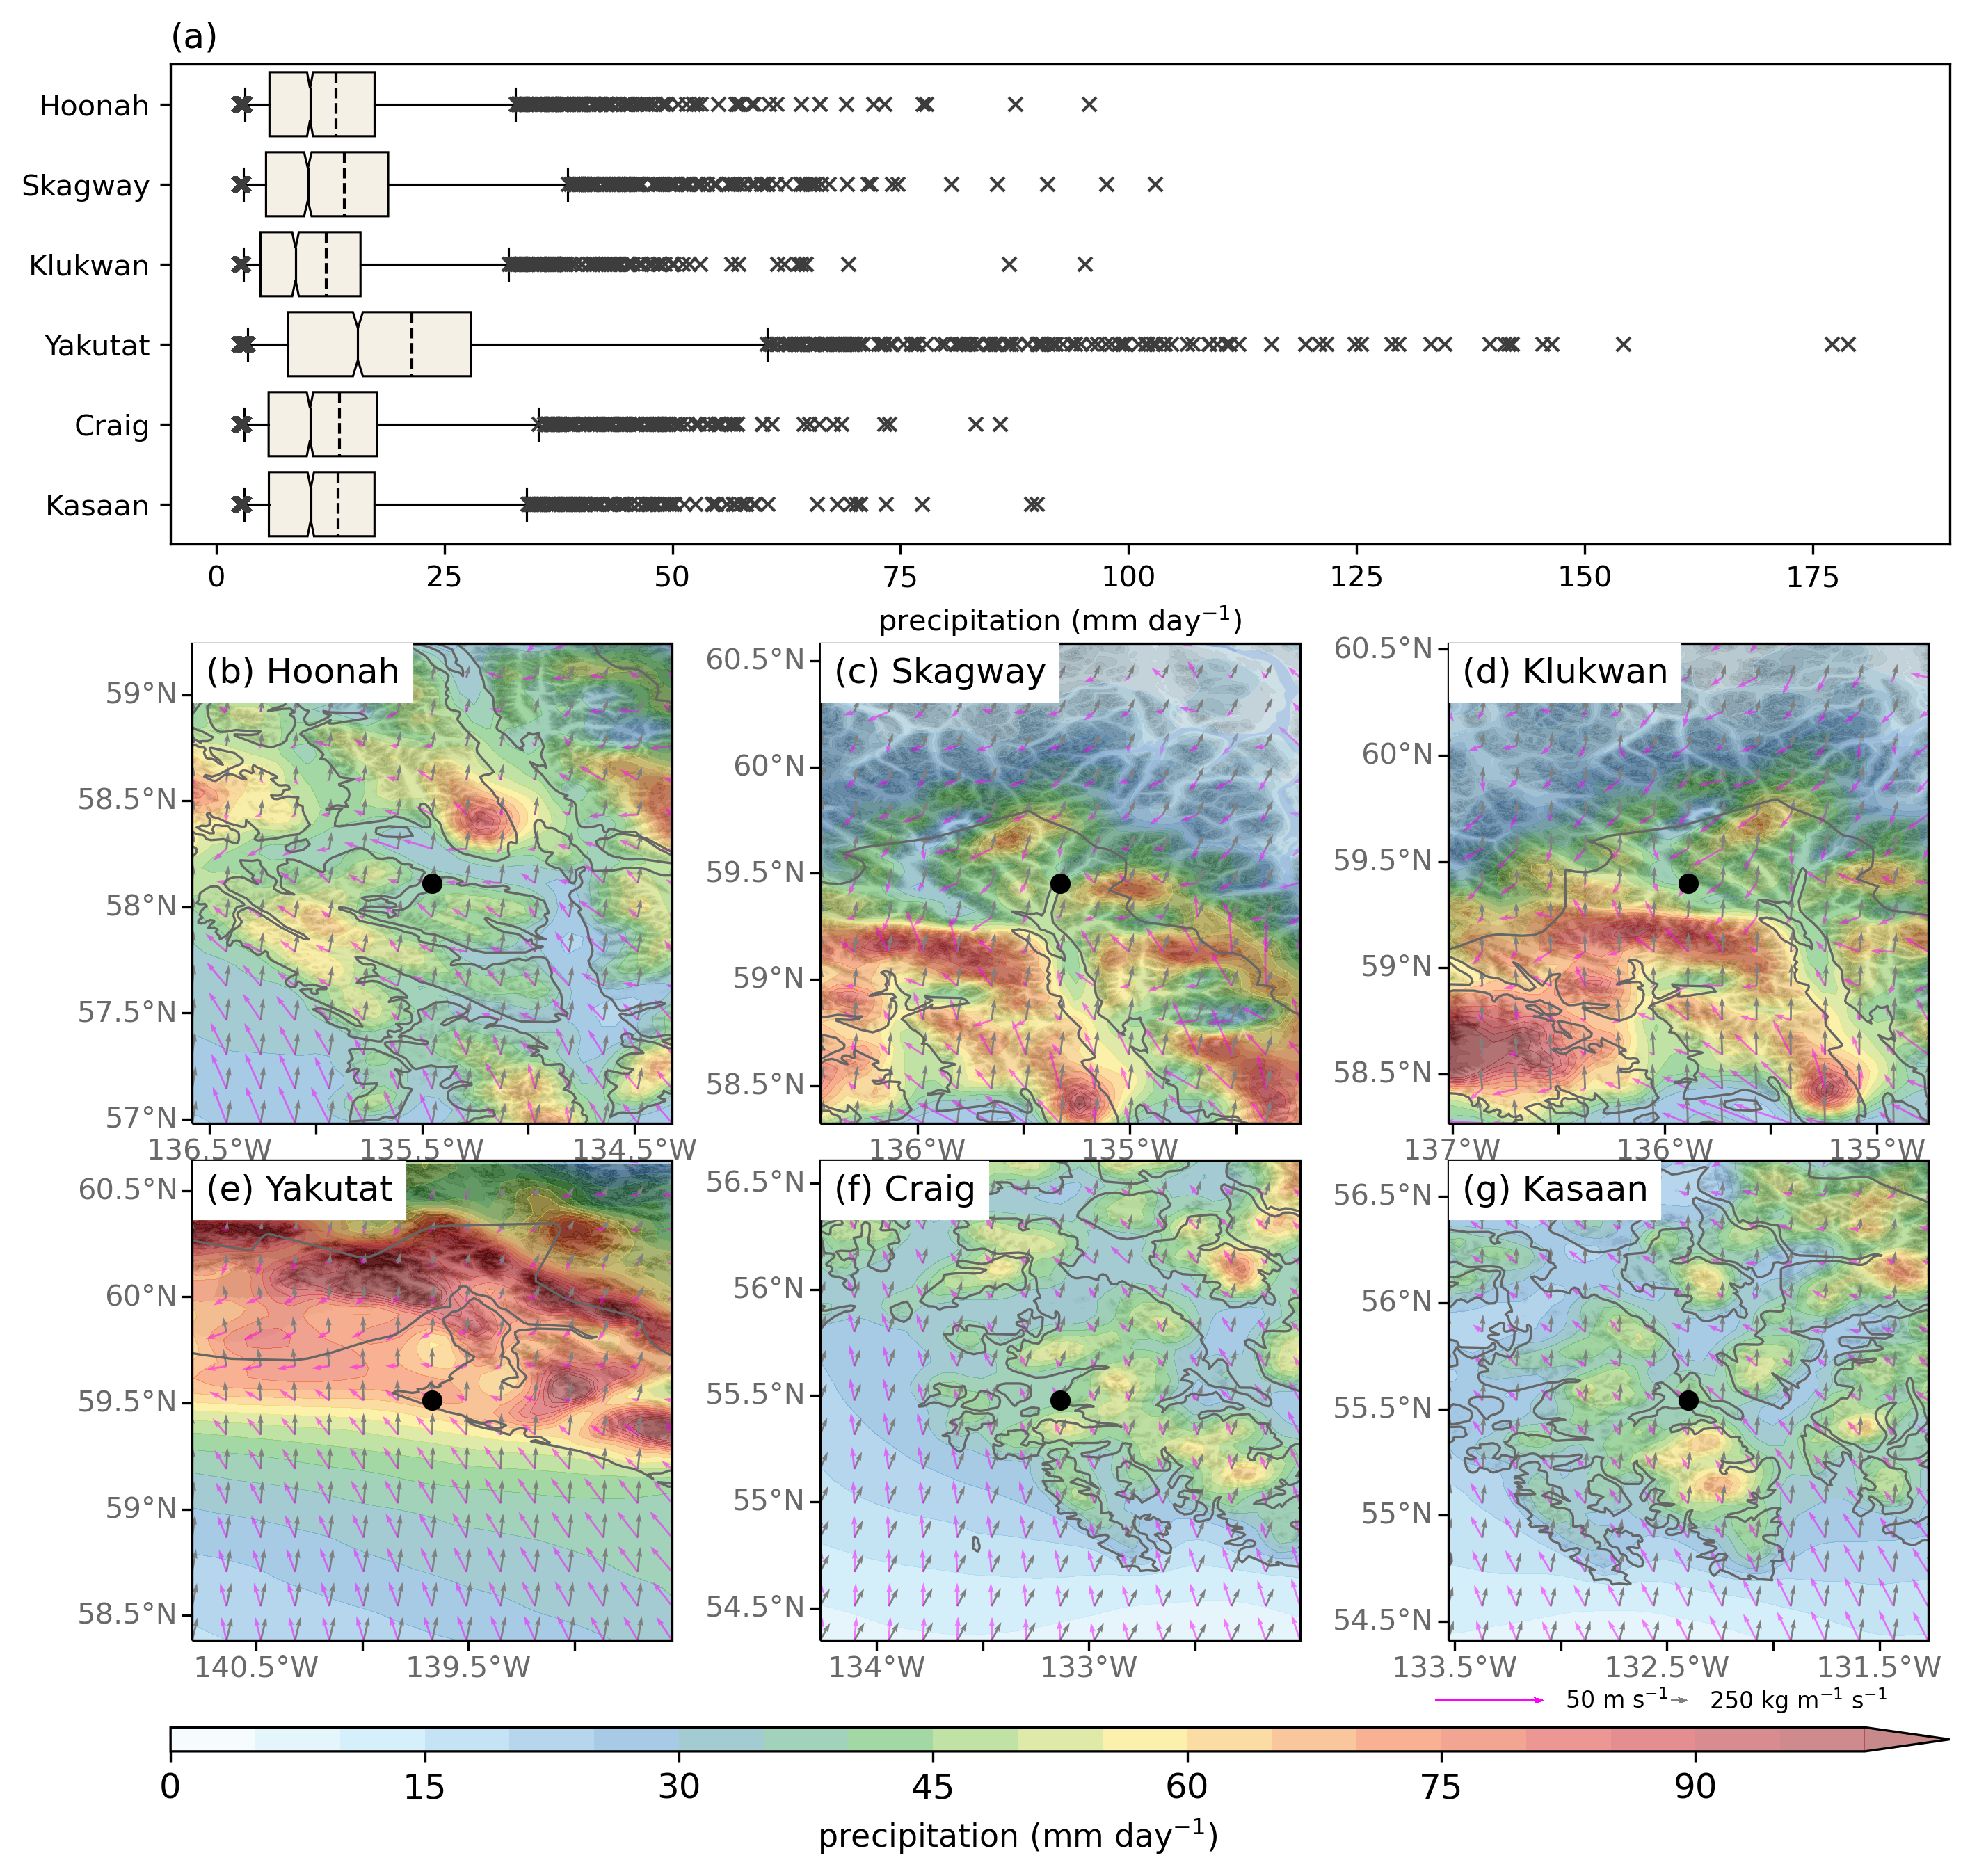 (a)
Hoonah
Skagway
Klukwan
Yakutat
Craig
Kasaan
0 25 50 75 100 125 150 175
precipitation (mm day⁻¹)
(b) Hoonah
59°N
58.5°N
58°N
57.5°N
57°N
136.5°W 135.5°W 134.5°W
(c) Skagway
60.5°N
60°N
59.5°N
59°N
58.5°N
136°W 135°W
(d) Klukwan
60.5°N
60°N
59.5°N
59°N
58.5°N
137°W 136°W 135°W
(e) Yakutat
60.5°N
60°N
59.5°N
59°N
58.5°N
140.5°W 139.5°W
(f) Craig
56.5°N
56°N
55.5°N
55°N
54.5°N
134°W 133°W
(g) Kasaan
56.5°N
56°N
55.5°N
55°N
54.5°N
133.5°W 132.5°W 131.5°W
50 m s⁻¹ 250 kg m⁻¹ s⁻¹
0 15 30 45 60 75 90
precipitation (mm day⁻¹)